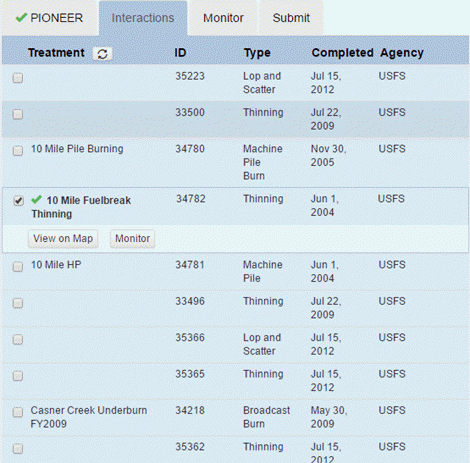 PIONEER Interactions Monitor Submit
Treatment ID Type Completed Agency
35223 Lop and Jul 15, USFS
Scatter 2012
33500 Thinning Jul 22, USFS
2009
10 Mile Pile Burning 34780 Machine Nov 30, USFS
Pile 2005
Burn
10 Mile Fuelbreak 34782 Thinning Jun 1, USFS
Thinning 2004
View on Map Monitor
10 Mile HP 34781 Machine Jun 1, USFS
Pile 2004
33496 Thinning Jul 22, USFS
2009
35366 Lop and Jul 15, USFS
Scatter 2012
35365 Thinning Jul 15, USFS
2012
Casner Creek Underburn 34218 Broadcast May 30, USFS
FY2009 Burn 2009
35362 Thinning Jul 15, USFS
2012